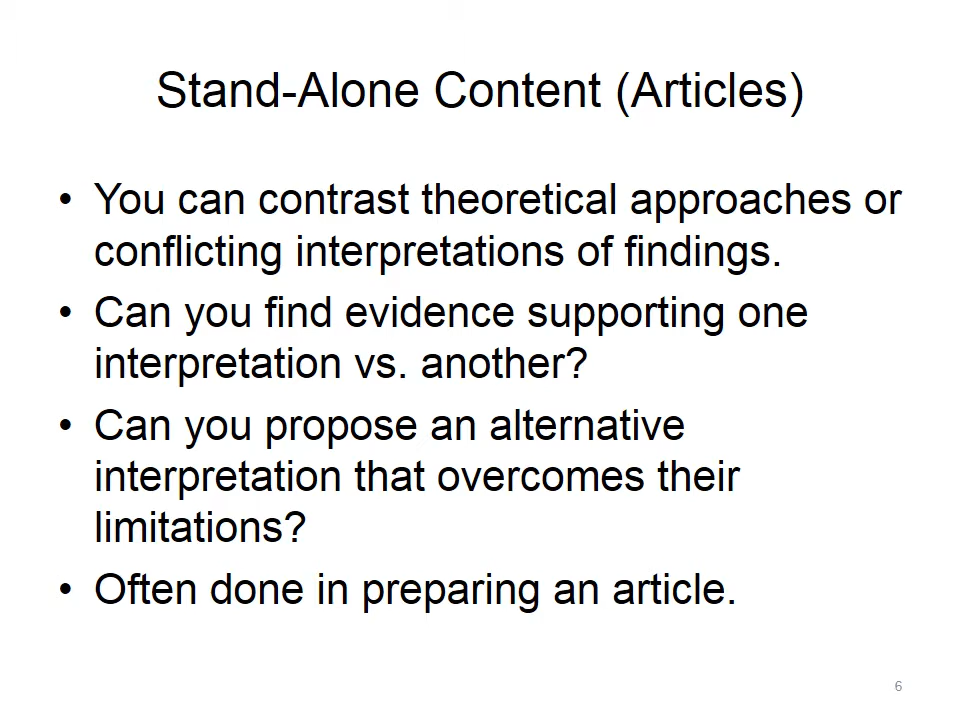 Stand-Alone Content (Articles)
• You can contrast theoretical approaches or
conflicting interpretations of findings.
• Can you find evidence supporting one
interpretation vs. another?
• Can you propose an alternative
interpretation that overcomes their
limitations?
• Often done in preparing an article.
6